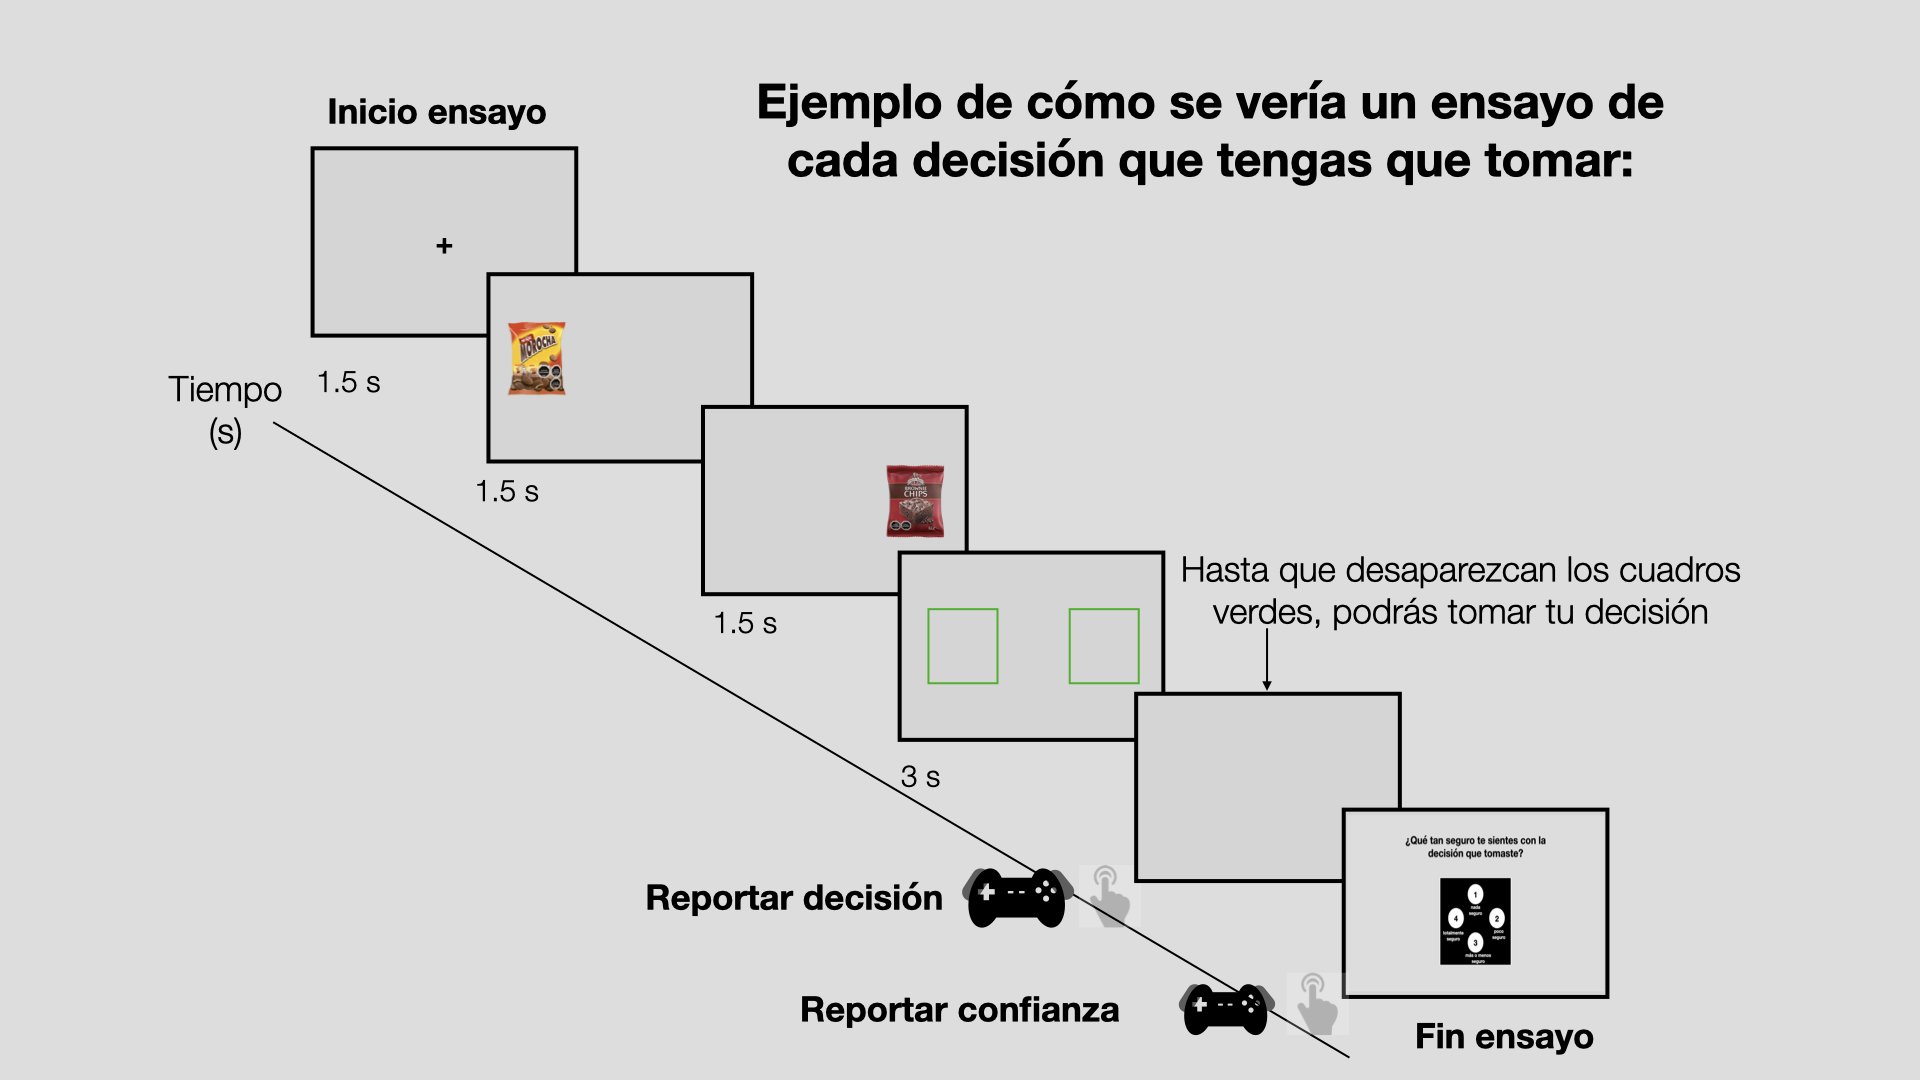 Ejemplo de cómo se vería un ensayo de
cada decisión que tengas que tomar:
Inicio ensayo
+
Tiempo
(s)
1.5 s
MOROCHA
1.5 s
BROWNIE
CHIPS
1.5 s
3 s
Hasta que desaparezcan los cuadros
verdes, podrás tomar tu decisión
Reportar decisión
¿Qué tan seguro te sientes con la
decisión que tomaste?
1
nada
seguro
4
totalmente
seguro
2
poco
seguro
3
más o menos
seguro
Reportar confianza
Fin ensayo